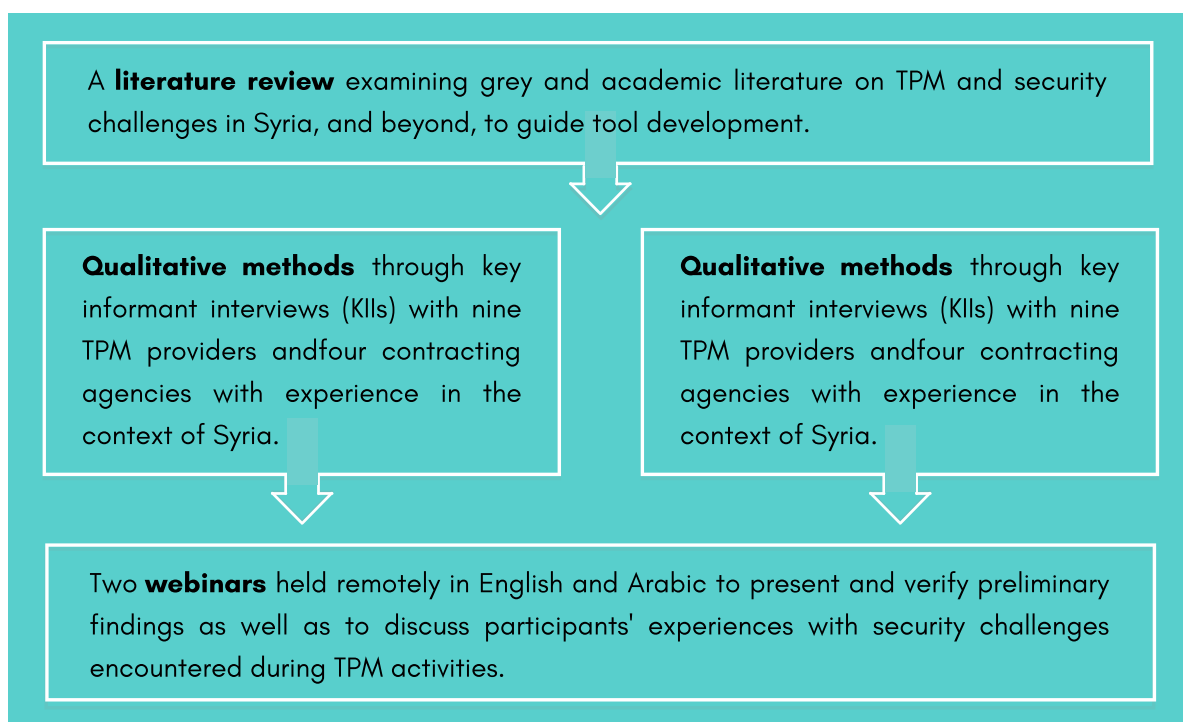 A literature review examining grey and academic literature on TPM and security
challenges in Syria, and beyond, to guide tool development.
Qualitative methods through key
informant interviews (KIIs) with nine
TPM providers andfour contracting
agencies with experience in the
context of Syria.
Qualitative methods through key
informant interviews (KIIs) with nine
TPM providers andfour contracting
agencies with experience in the
context of Syria.
Two webinars held remotely in English and Arabic to present and verify preliminary
findings as well as to discuss participants' experiences with security challenges
encountered during TPM activities.